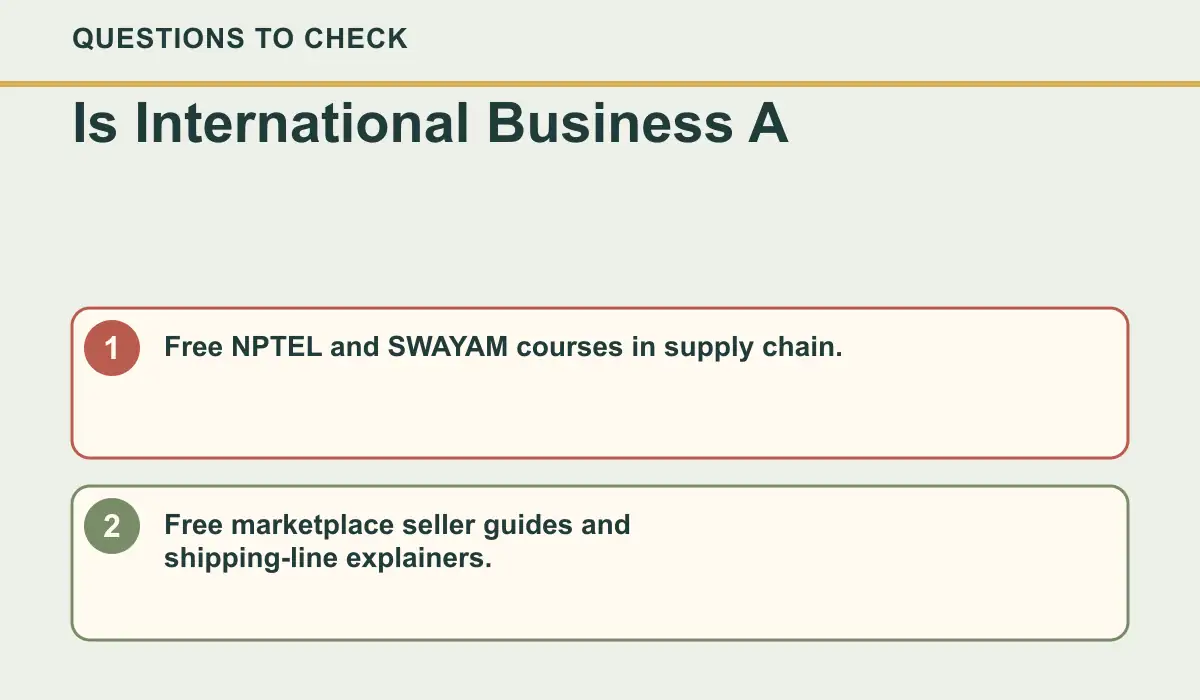 QUESTIONS TO CHECK
Is International Business A
1
Free NPTEL and SWAYAM courses in supply chain.
2
Free marketplace seller guides and
shipping-line explainers.